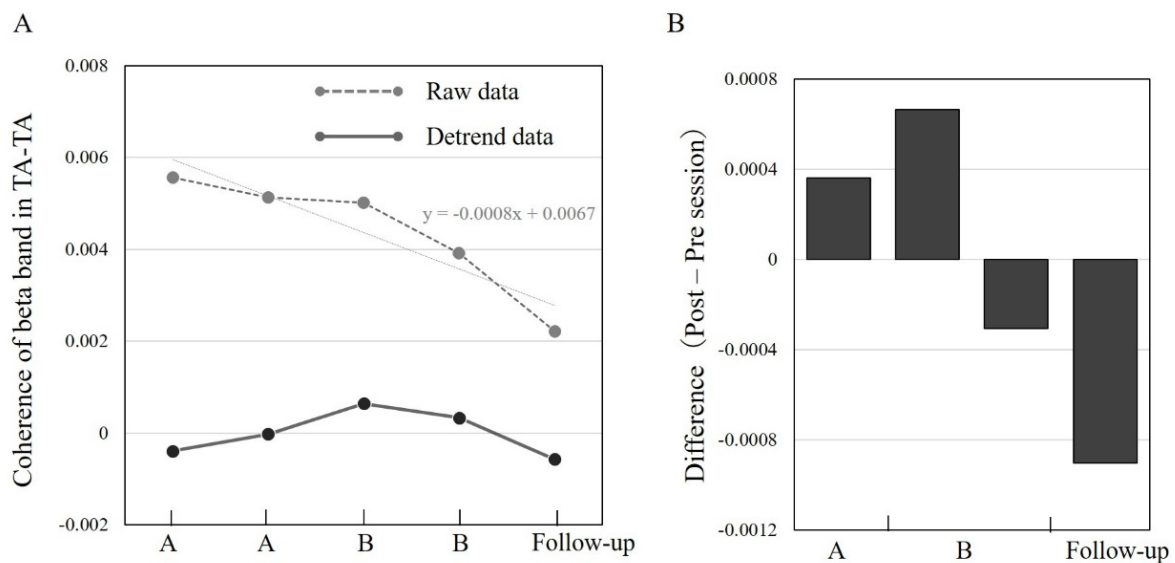 A
Coherence of beta band in TA-TA
0.008
0.006
0.004
0.002
0
-0.002
Raw data
Detrend data
y = -0.0008x + 0.0067
A
A
B
B
Follow-up
B
Difference (Post – Pre session)
0.0008
0.0004
0
-0.0004
-0.0008
-0.0012
A
B
Follow-up